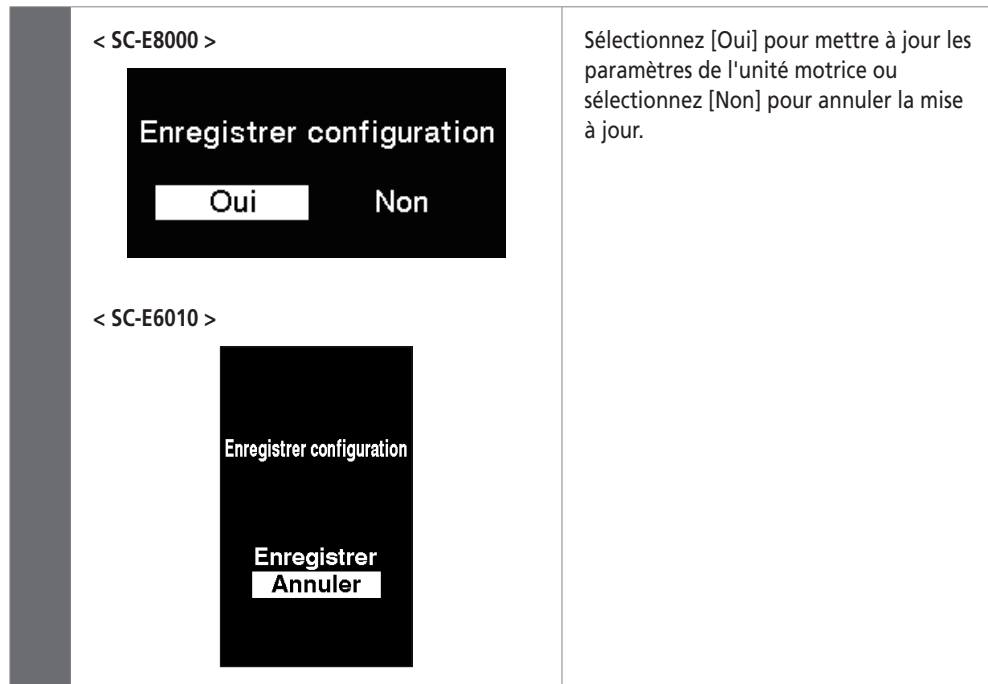 < SC-E8000 >
Enregistrer configuration
Oui Non
< SC-E6010 >
Enregistrer configuration
Enregistrer
Annuler
Sélectionnez [Oui] pour mettre à jour les
paramètres de l'unité motrice ou
sélectionnez [Non] pour annuler la mise
à jour.